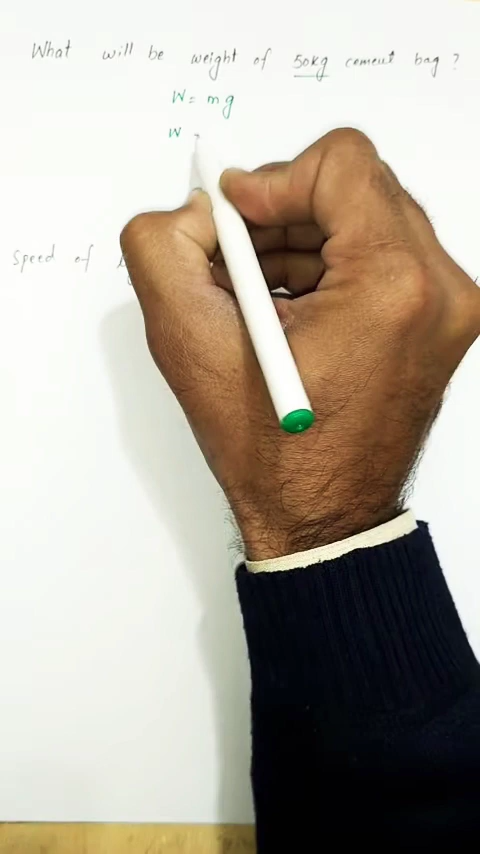 What will be weight of 50kg cement bag ?
W = mg
W
Speed of